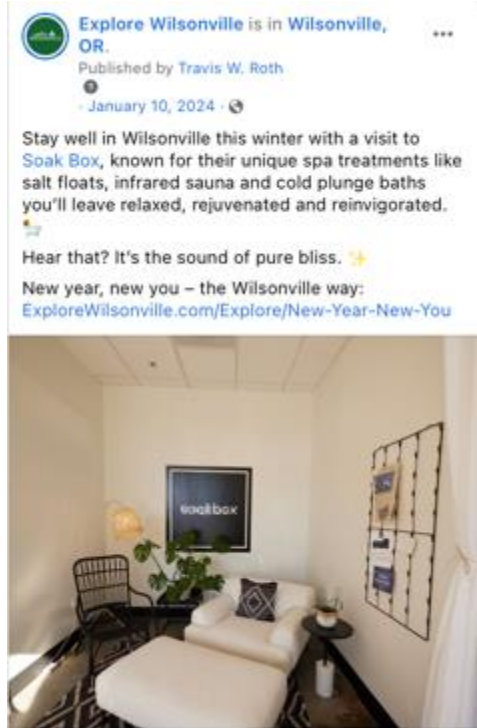 Explore Wilsonville is in Wilsonville,
OR.
Published by Travis W. Roth
· January 10, 2024 ·
Stay well in Wilsonville this winter with a visit to
Soak Box, known for their unique spa treatments like
salt floats, infrared sauna and cold plunge baths
you'll leave relaxed, rejuvenated and reinvigorated.
🛁
Hear that? It's the sound of pure bliss. ✨
New year, new you – the Wilsonville way:
ExploreWilsonville.com/Explore/New-Year-New-You
soakbox